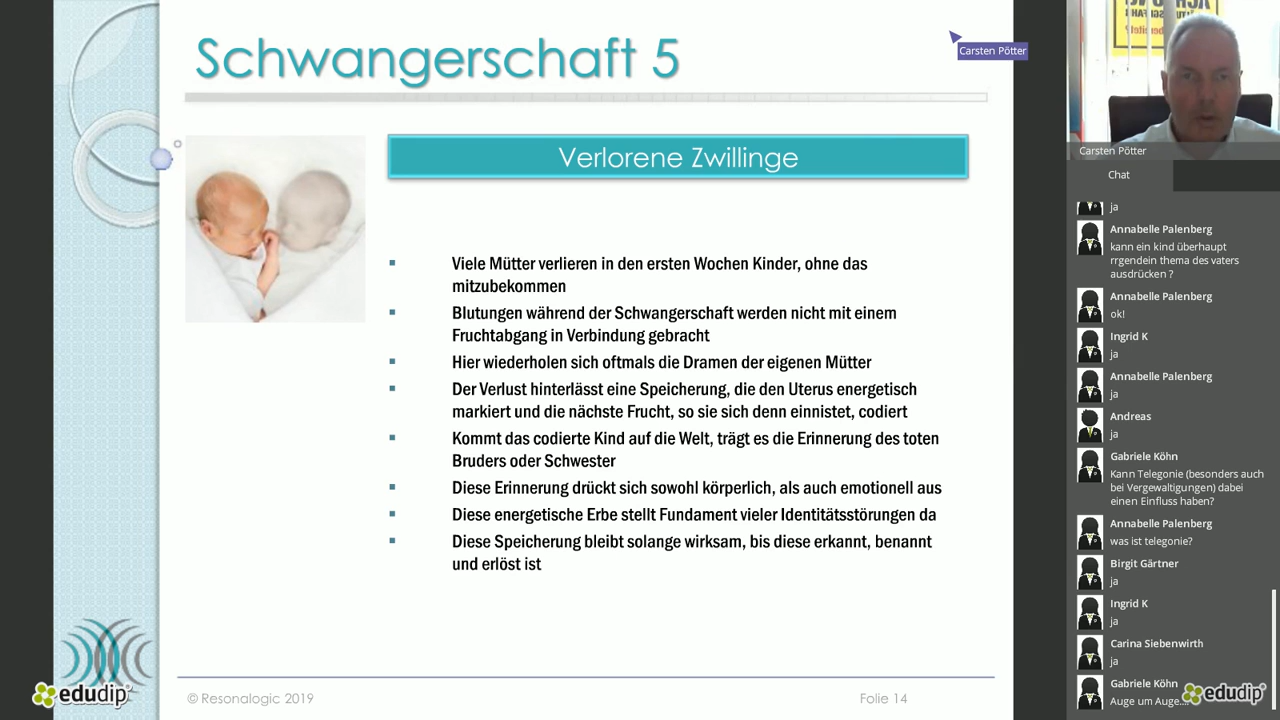 Schwangerschaft 5
Carsten Pötter
Verlorene Zwillinge
Viele Mütter verlieren in den ersten Wochen Kinder, ohne das
mitzubekommen
Blutungen während der Schwangerschaft werden nicht mit einem
Fruchtabgang in Verbindung gebracht
Hier wiederholen sich oftmals die Dramen der eigenen Mütter
Der Verlust hinterlässt eine Speicherung, die den Uterus energetisch
markiert und die nächste Frucht, so sie sich denn einnistet, codiert
Kommt das codierte Kind auf die Welt, trägt es die Erinnerung des toten
Bruders oder Schwester
Diese Erinnerung drückt sich sowohl körperlich, als auch emotionell aus
Diese energetische Erbe stellt Fundament vieler Identitätsstörungen da
Diese Speicherung bleibt solange wirksam, bis diese erkannt, benannt
und erlöst ist
© Resonalogic 2019
Folie 14
edudip
Carsten Pötter
Chat
ja
Annabelle Palenberg
kann ein kind überhaupt
rrgendein thema des vaters
ausdrücken ?
Annabelle Palenberg
ok!
Ingrid K
ja
Annabelle Palenberg
ja
Andreas
ja
Gabriele Köhn
Kann Telegonie (besonders auch
bei Vergewaltigungen) dabei
einen Einfluss haben?
Annabelle Palenberg
was ist telegonie?
Birgit Gärtner
ja
Ingrid K
ja
Carina Siebenwirth
ja
Gabriele Köhn
Auge um Auge...
edudip